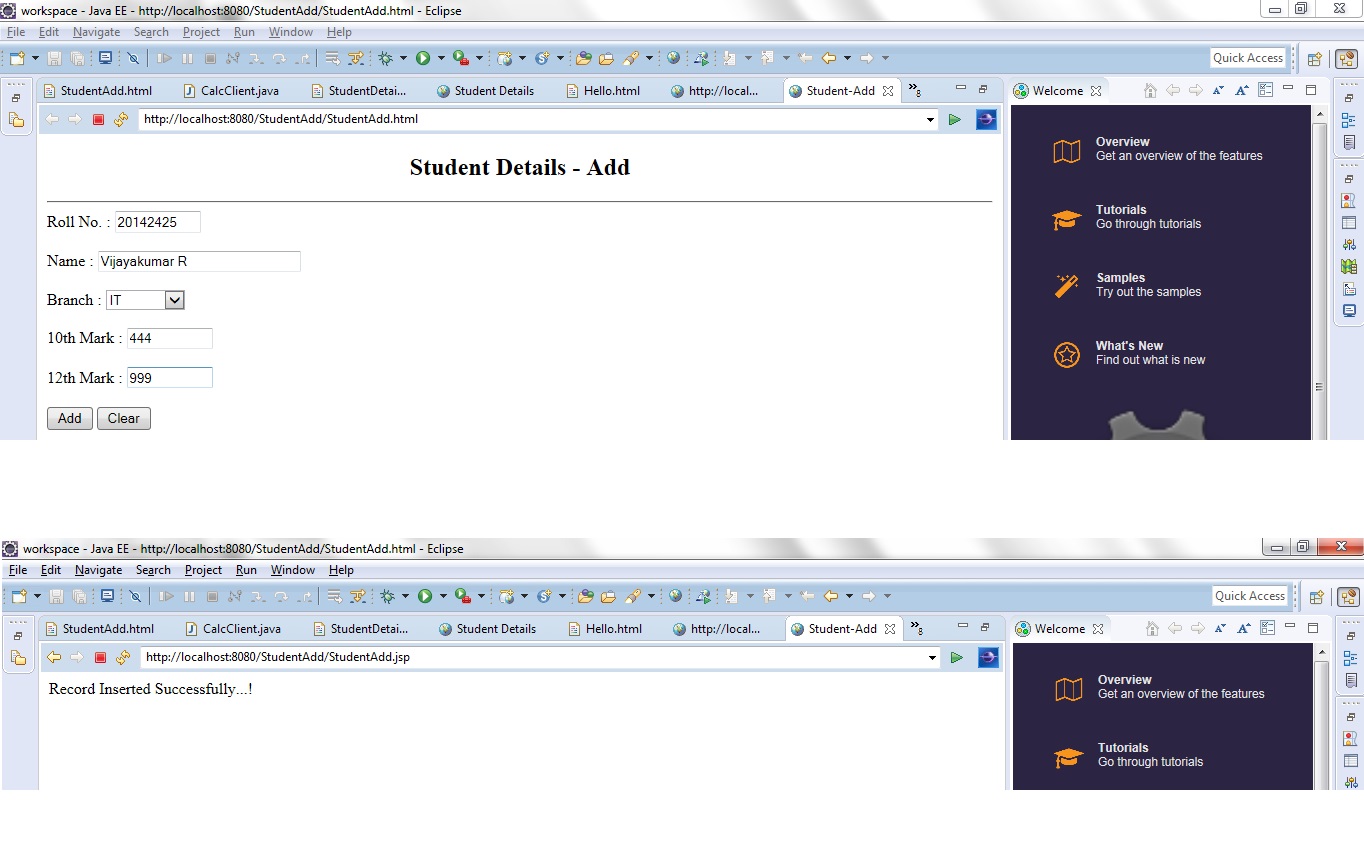 workspace - Java EE - http://localhost:8080/StudentAdd/StudentAdd.html - Eclipse
File Edit Navigate Search Project Run Window Help
Quick Access
StudentAdd.html CalcClient.java StudentDetai... Student Details Hello.html http://local... Student-Add »8 Welcome
http://localhost:8080/StudentAdd/StudentAdd.html
Student Details - Add
Roll No. : 20142425
Name : Vijayakumar R
Branch : IT
10th Mark : 444
12th Mark : 999
Add Clear
Overview
Get an overview of the features
Tutorials
Go through tutorials
Samples
Try out the samples
What's New
Find out what is new
workspace - Java EE - http://localhost:8080/StudentAdd/StudentAdd.html - Eclipse
File Edit Navigate Search Project Run Window Help
Quick Access
StudentAdd.html CalcClient.java StudentDetai... Student Details Hello.html http://local... Student-Add »8 Welcome
http://localhost:8080/StudentAdd/StudentAdd.jsp
Record Inserted Successfully...!
Overview
Get an overview of the features
Tutorials
Go through tutorials